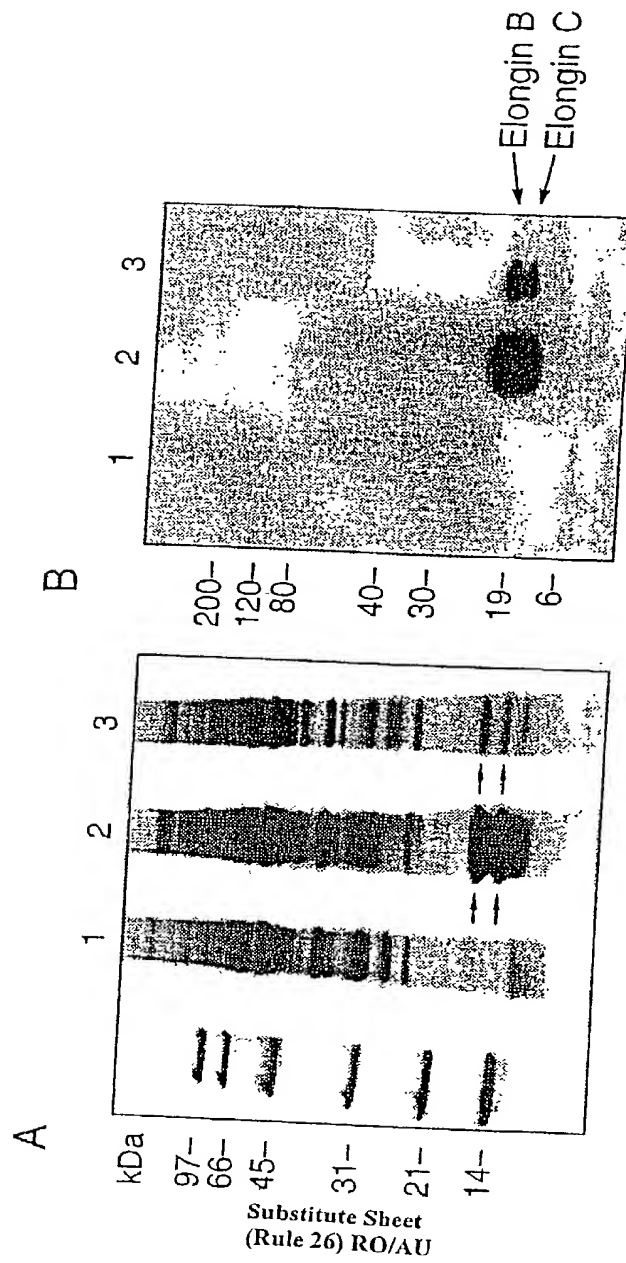 A
kDa
1 2 3
97–
66–
45–
31–
21–
14–
B
1 2 3
200–
120–
80–
40–
30–
19–
6–
Elongin B
Elongin C
Substitute Sheet
(Rule 26) RO/AU